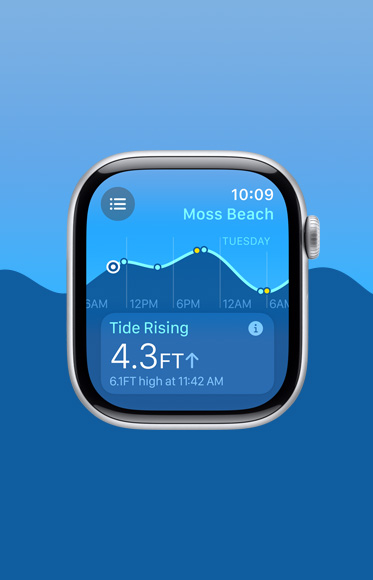 10:09
Moss Beach
TUESDAY
6AM 12PM 6PM 12AM 6AM
Tide Rising
4.3FT↑
6.1FT high at 11:42 AM